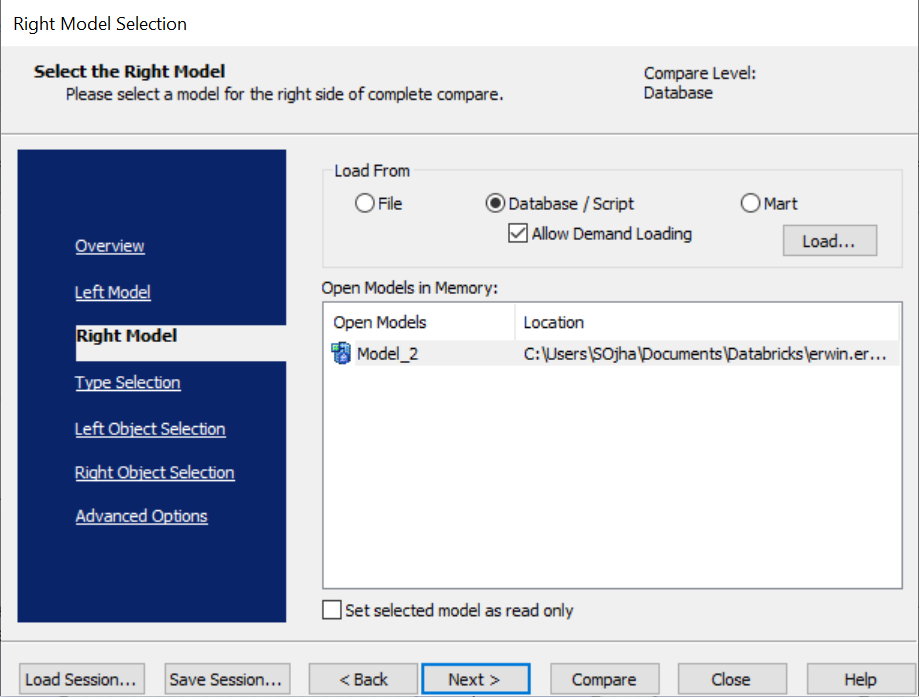 Right Model Selection
Select the Right Model
Please select a model for the right side of complete compare.
Compare Level:
Database
Overview
Left Model
Right Model
Type Selection
Left Object Selection
Right Object Selection
Advanced Options
Load From
File
Database / Script
Mart
Allow Demand Loading
Load...
Open Models in Memory:
Open Models Location
Model_2 C:\Users\SOjha\Documents\Databricks\erwin.er...
Set selected model as read only
Load Session... Save Session... < Back Next > Compare Close Help